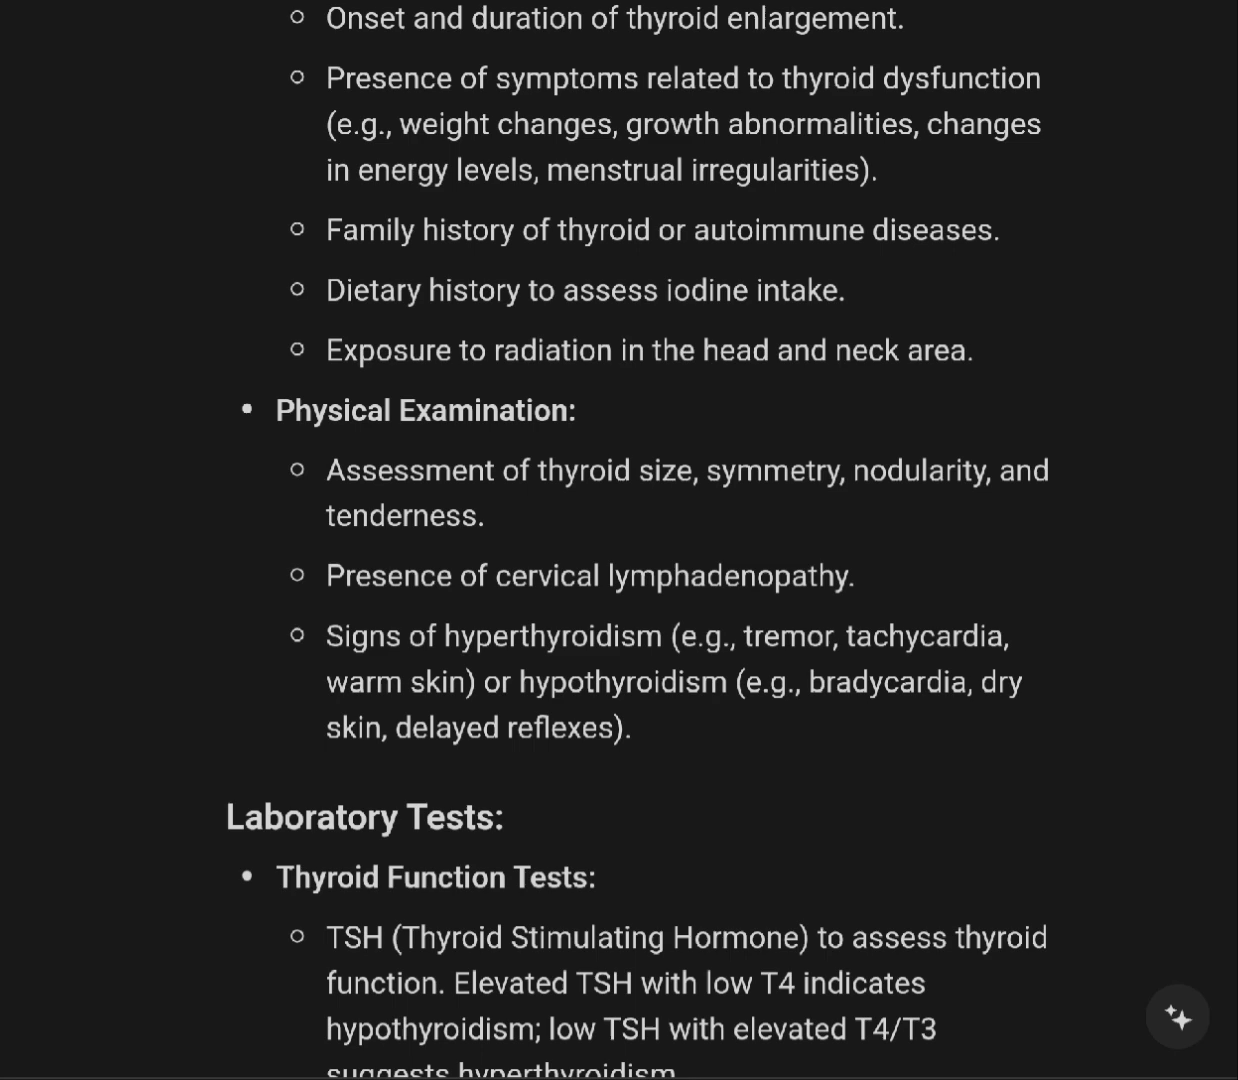 Onset and duration of thyroid enlargement.
Presence of symptoms related to thyroid dysfunction
(e.g., weight changes, growth abnormalities, changes
in energy levels, menstrual irregularities).
Family history of thyroid or autoimmune diseases.
Dietary history to assess iodine intake.
Exposure to radiation in the head and neck area.
Physical Examination:
Assessment of thyroid size, symmetry, nodularity, and
tenderness.
Presence of cervical lymphadenopathy.
Signs of hyperthyroidism (e.g., tremor, tachycardia,
warm skin) or hypothyroidism (e.g., bradycardia, dry
skin, delayed reflexes).
Laboratory Tests:
Thyroid Function Tests:
TSH (Thyroid Stimulating Hormone) to assess thyroid
function. Elevated TSH with low T4 indicates
hypothyroidism; low TSH with elevated T4/T3
suggests hyperthyroidism